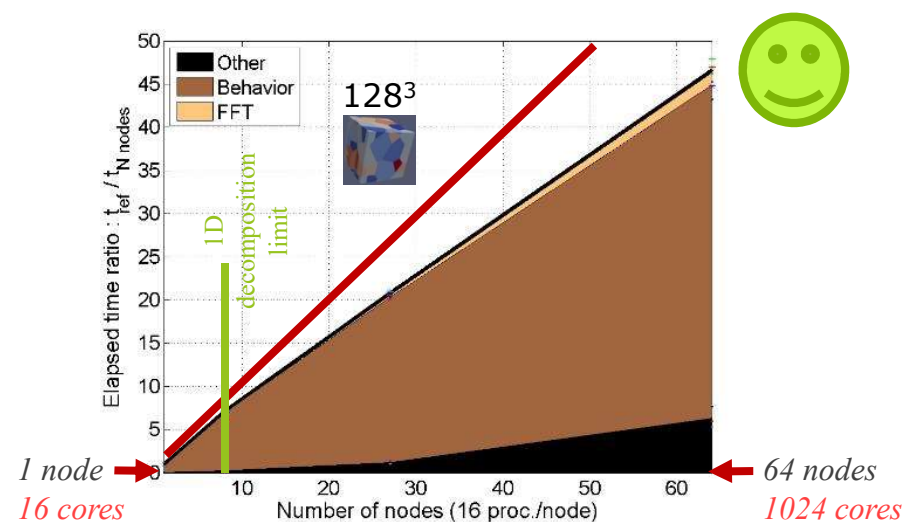 50
45
40
35
30
25
20
15
10
5
0
Elapsed time ratio : t_ref / t_N nodes
Other
Behavior
FFT
128³
1D
decomposition
limit
10
20
30
40
50
60
Number of nodes (16 proc./node)
1 node
16 cores
64 nodes
1024 cores